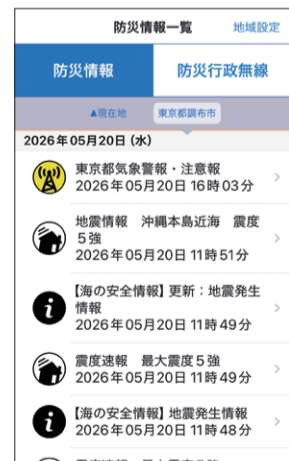 防災情報一覧 地域設定
防災情報 防災行政無線
▲現在地 東京都調布市
2026年05月20日 (水)
東京都気象警報・注意報
2026年05月20日 16時03分
地震情報 沖縄本島近海 震度
5強
2026年05月20日 11時51分
【海の安全情報】更新：地震発生
情報
2026年05月20日 11時49分
震度速報 最大震度5強
2026年05月20日 11時49分
【海の安全情報】地震発生情報
2026年05月20日 11時48分